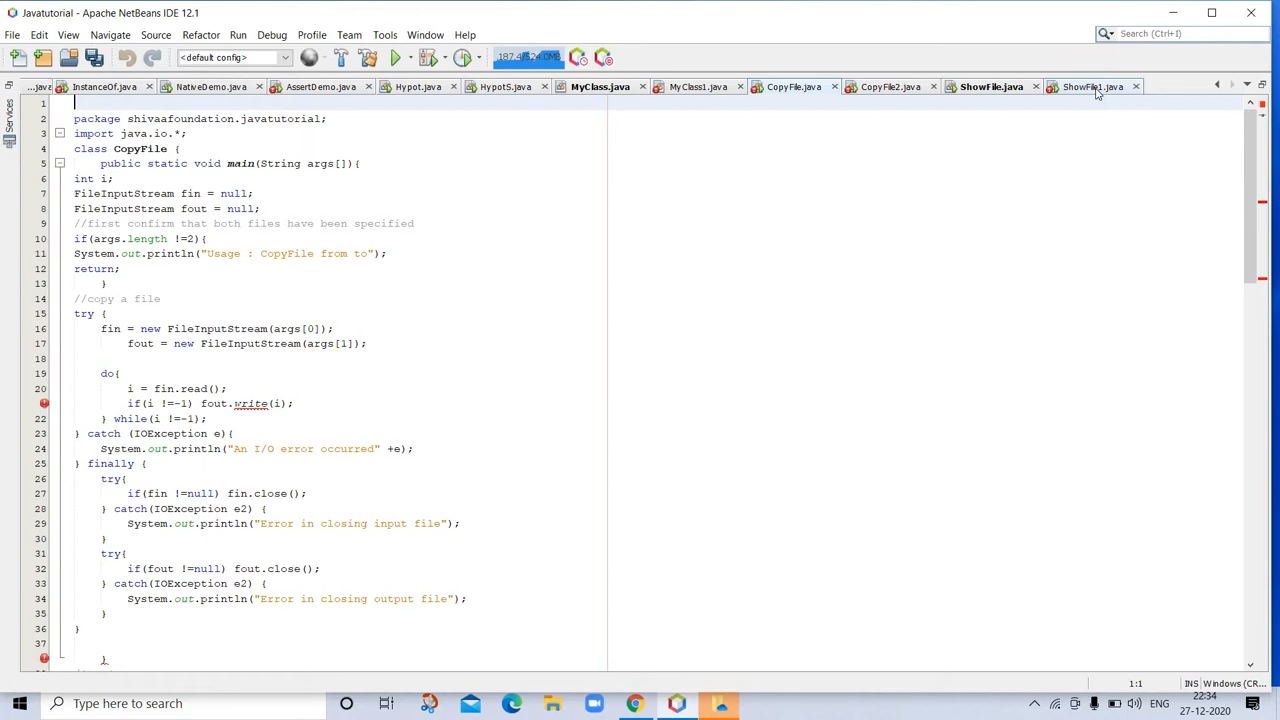 Javatutorial - Apache NetBeans IDE 12.1
File Edit View Navigate Source Refactor Run Debug Profile Team Tools Window Help
Search (Ctrl+I)
<default config>
187.4/524.0MB
...java InstanceOf.java NativeDemo.java AssertDemo.java Hypot.java HypotS.java MyClass.java MyClass1.java CopyFile.java CopyFile2.java ShowFile.java ShowFile1.java
Services
1
2 package shivaafoundation.javatutorial;
3 import java.io.*;
4 class CopyFile {
5 public static void main(String args[]){
6 int i;
7 FileInputStream fin = null;
8 FileInputStream fout = null;
9 //first confirm that both files have been specified
10 if(args.length !=2){
11 System.out.println("Usage : CopyFile from to");
12 return;
13 }
14 //copy a file
15 try {
16 fin = new FileInputStream(args[0]);
17 fout = new FileInputStream(args[1]);
18
19 do{
20 i = fin.read();
if(i !=-1) fout.write(i);
22 } while(i !=-1);
23 } catch (IOException e){
24 System.out.println("An I/O error occurred" +e);
25 } finally {
26 try{
27 if(fin !=null) fin.close();
28 } catch(IOException e2) {
29 System.out.println("Error in closing input file");
30 }
31 try{
32 if(fout !=null) fout.close();
33 } catch(IOException e2) {
34 System.out.println("Error in closing output file");
35 }
36 }
37
}
1:1 INS Windows (CR...
Type here to search
ENG
22:34
27-12-2020